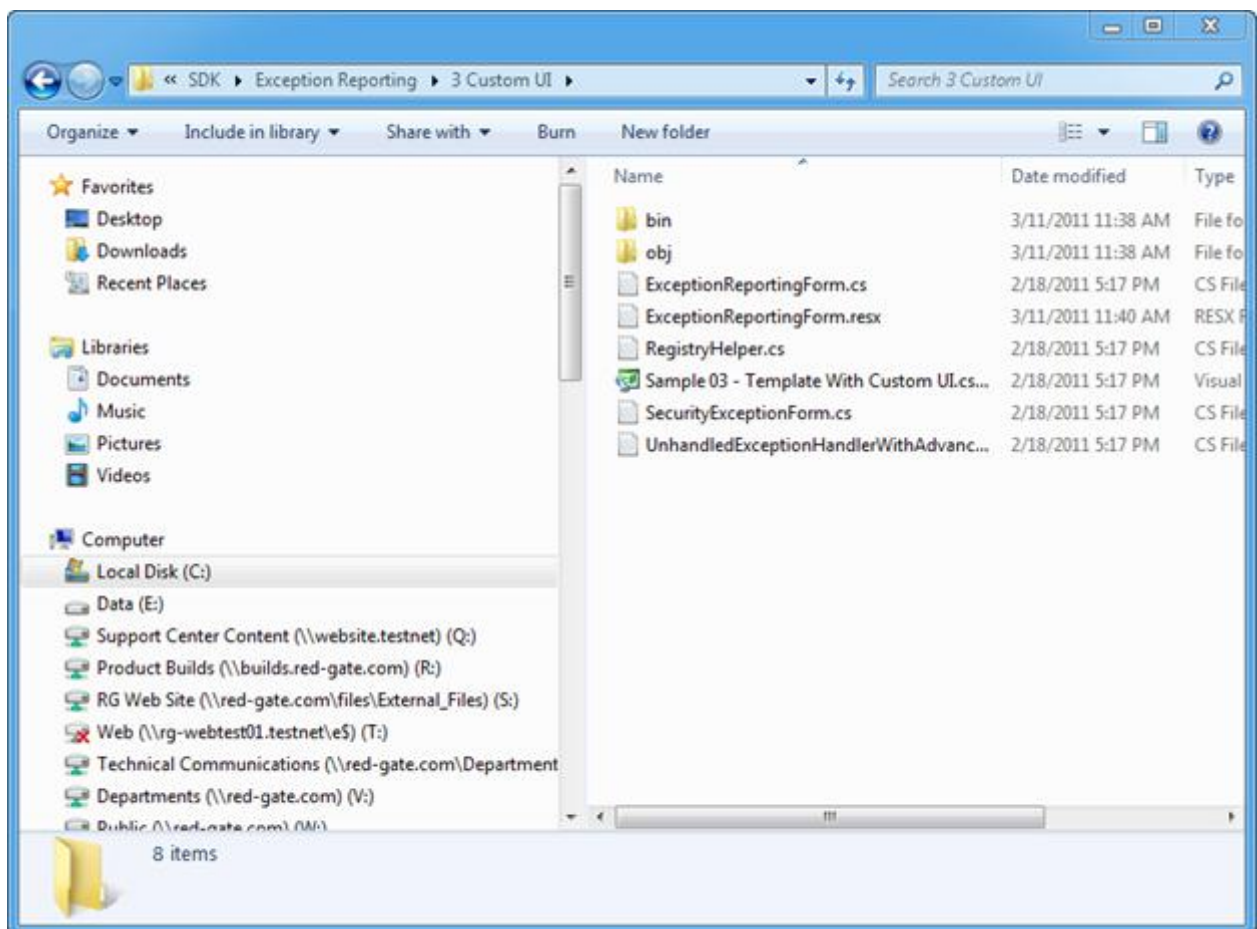 « SDK ▸ Exception Reporting ▸ 3 Custom UI ▸
Search 3 Custom UI
Organize Include in library Share with Burn New folder
Favorites
Desktop
Downloads
Recent Places
Libraries
Documents
Music
Pictures
Videos
Computer
Local Disk (C:)
Data (E:)
Support Center Content (\\website.testnet) (Q:)
Product Builds (\\builds.red-gate.com) (R:)
RG Web Site (\\red-gate.com\files\External_Files) (S:)
Web (\\rg-webtest01.testnet\e$) (T:)
Technical Communications (\\red-gate.com\Department
Departments (\\red-gate.com) (V:)
Public (\\red-gate.com) (W:)
Name Date modified Type
bin 3/11/2011 11:38 AM File fo
obj 3/11/2011 11:38 AM File fo
ExceptionReportingForm.cs 2/18/2011 5:17 PM CS File
ExceptionReportingForm.resx 3/11/2011 11:40 AM RESX F
RegistryHelper.cs 2/18/2011 5:17 PM CS File
Sample 03 - Template With Custom UI.cs... 2/18/2011 5:17 PM Visual
SecurityExceptionForm.cs 2/18/2011 5:17 PM CS File
UnhandledExceptionHandlerWithAdvanc... 2/18/2011 5:17 PM CS File
8 items